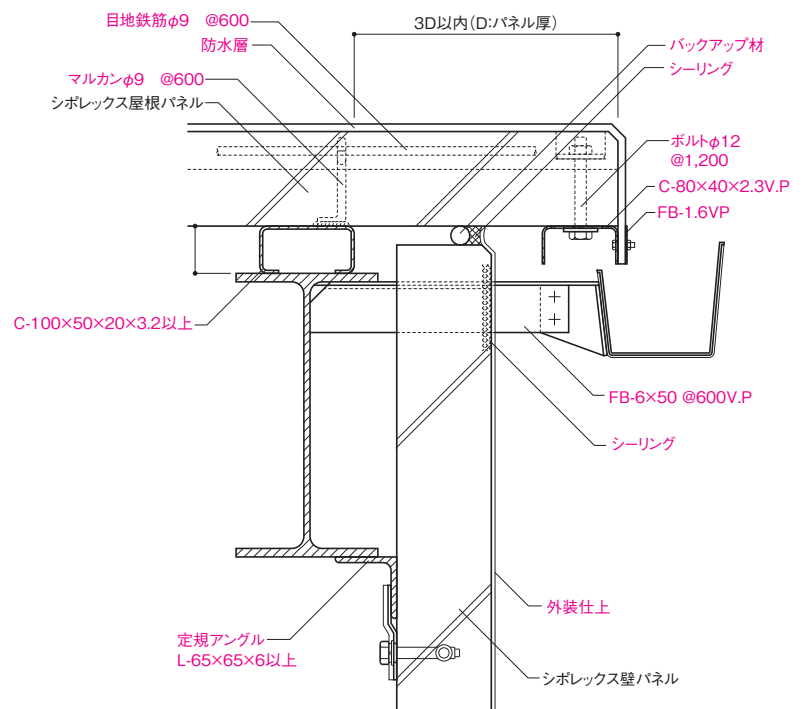 目地鉄筋φ9　@600
3D以内（D:パネル厚）
防水層
バックアップ材
シーリング
マルカンφ9　@600
シポレックス屋根パネル
ボルトφ12
@1,200
C-80×40×2.3V.P
FB-1.6VP
C-100×50×20×3.2以上
FB-6×50 @600V.P
シーリング
外装仕上
定規アングル
L-65×65×6以上
シポレックス壁パネル